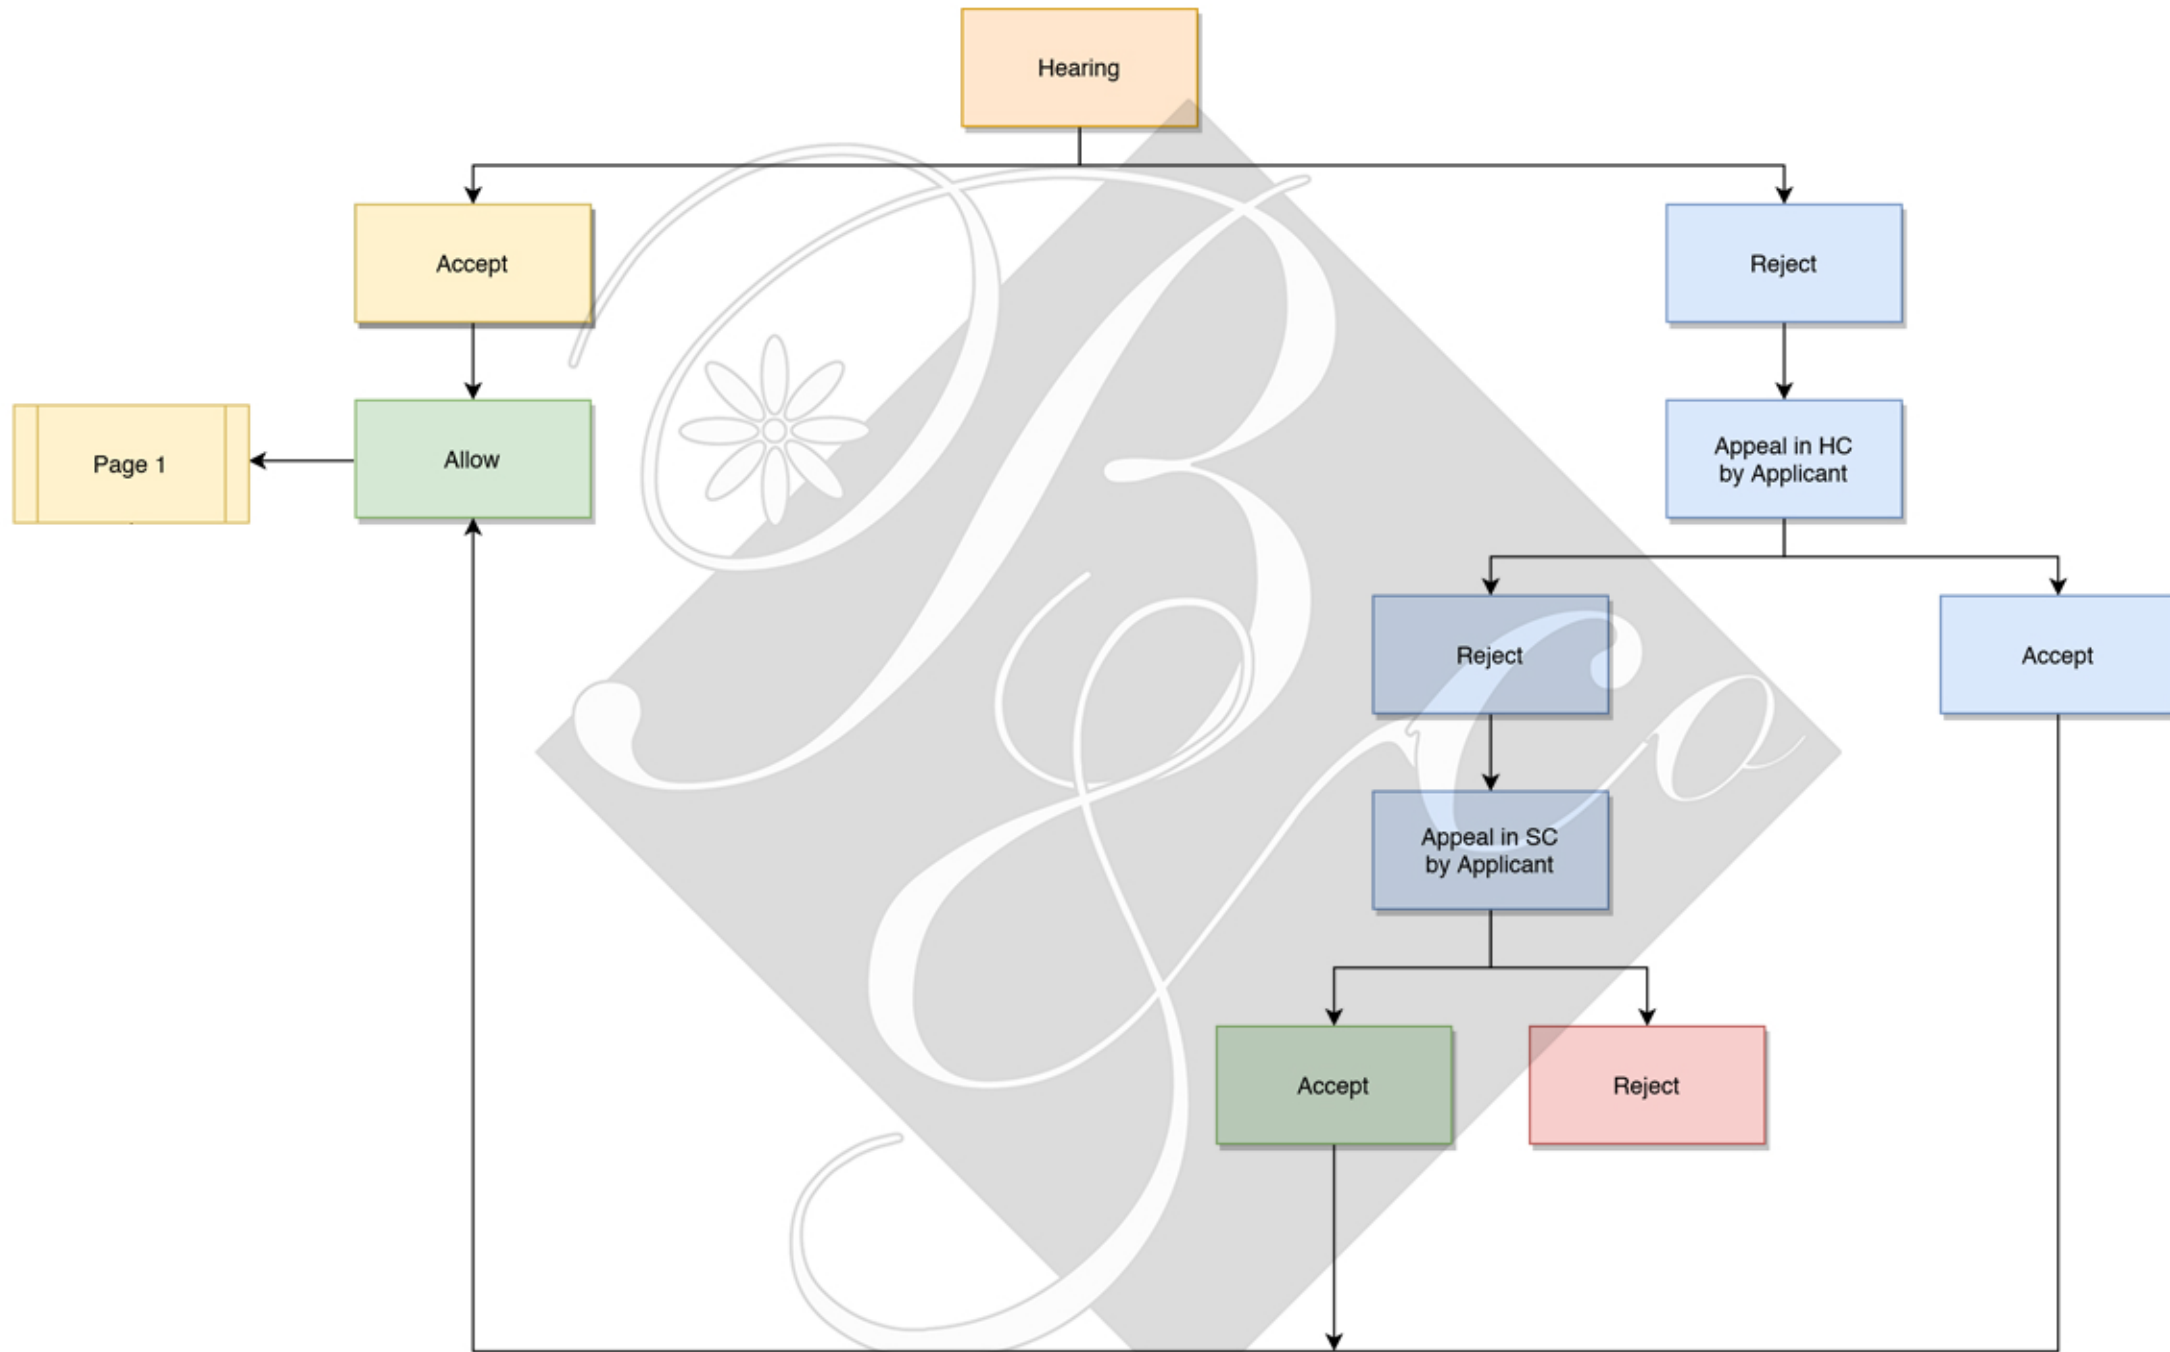 Hearing
Accept
Reject
Page 1
Allow
Appeal in HC
by Applicant
Reject
Accept
Appeal in SC
by Applicant
Accept
Reject
B & Co